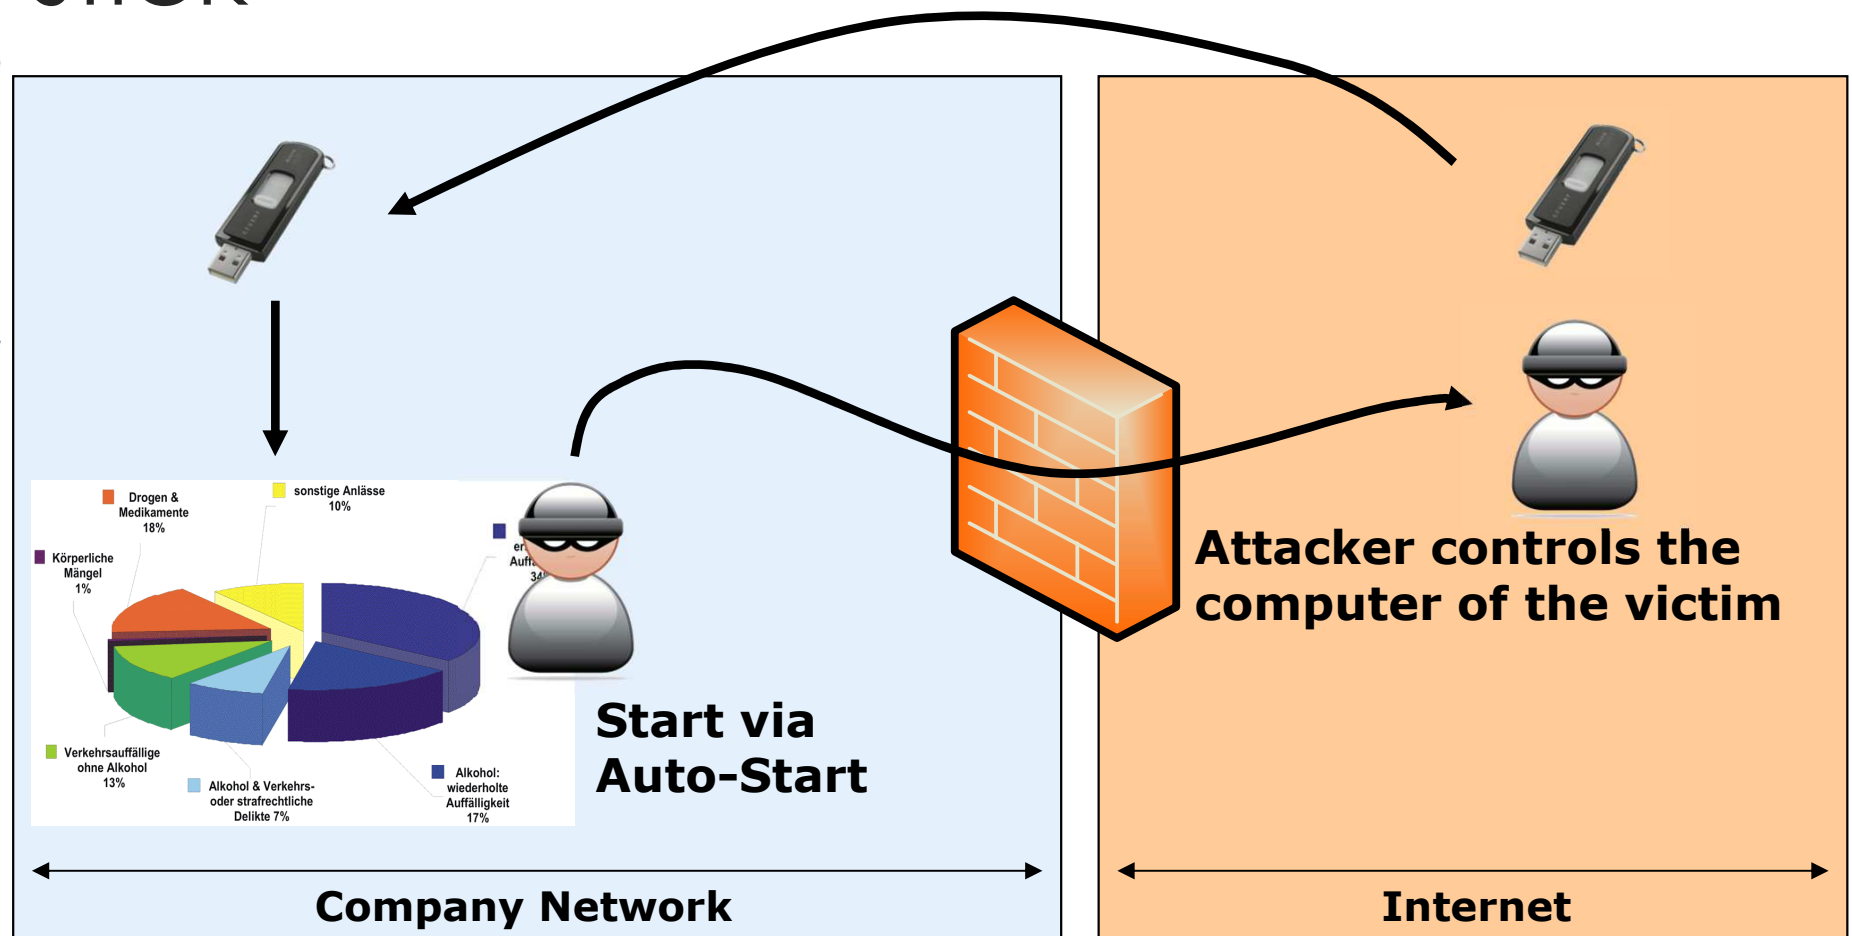 Drogen &
Medikamente
18%
sonstige Anlässe
10%
34%
Körperliche
Mängel
1%
Verkehrsauffällige
ohne Alkohol
13%
Alkohol & Verkehrs-
oder strafrechtliche
Delikte 7%
Alkohol:
wiederholte
Auffälligkeit
17%
Start via
Auto-Start
Attacker controls the
computer of the victim
Company Network
Internet